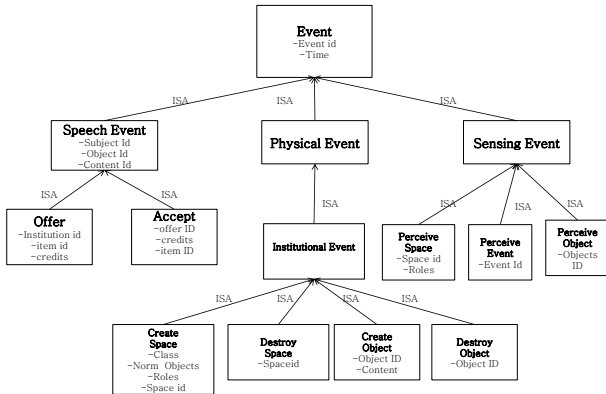 Event
-Event id
-Time
ISA
ISA
ISA
Speech Event
-Subject Id
-Object Id
-Content Id
Physical Event
Sensing Event
ISA
ISA
ISA
ISA
ISA
ISA
Offer
-Institution id
-item id
-credits
Accept
-offer ID
-credits
-item ID
Institutional Event
Perceive
Space
-Space id
-Roles
Perceive
Event
-Event Id
Perceive
Object
-Objects
ID
ISA
ISA
ISA
ISA
Create
Space
-Class
-Norm Objects
-Roles
-Space id
Destroy
Space
-Spaceid
Create
Object
-Object ID
-Content
Destroy
Object
-Object ID